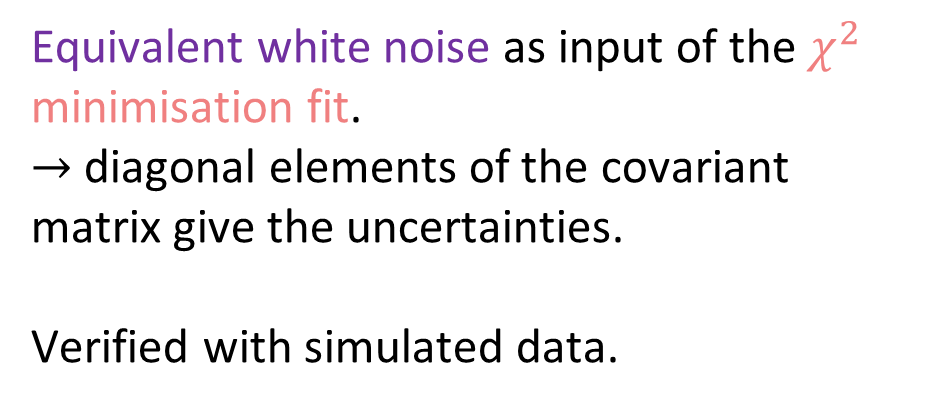 Equivalent white noise as input of the χ²
minimisation fit.
→ diagonal elements of the covariant
matrix give the uncertainties.
Verified with simulated data.